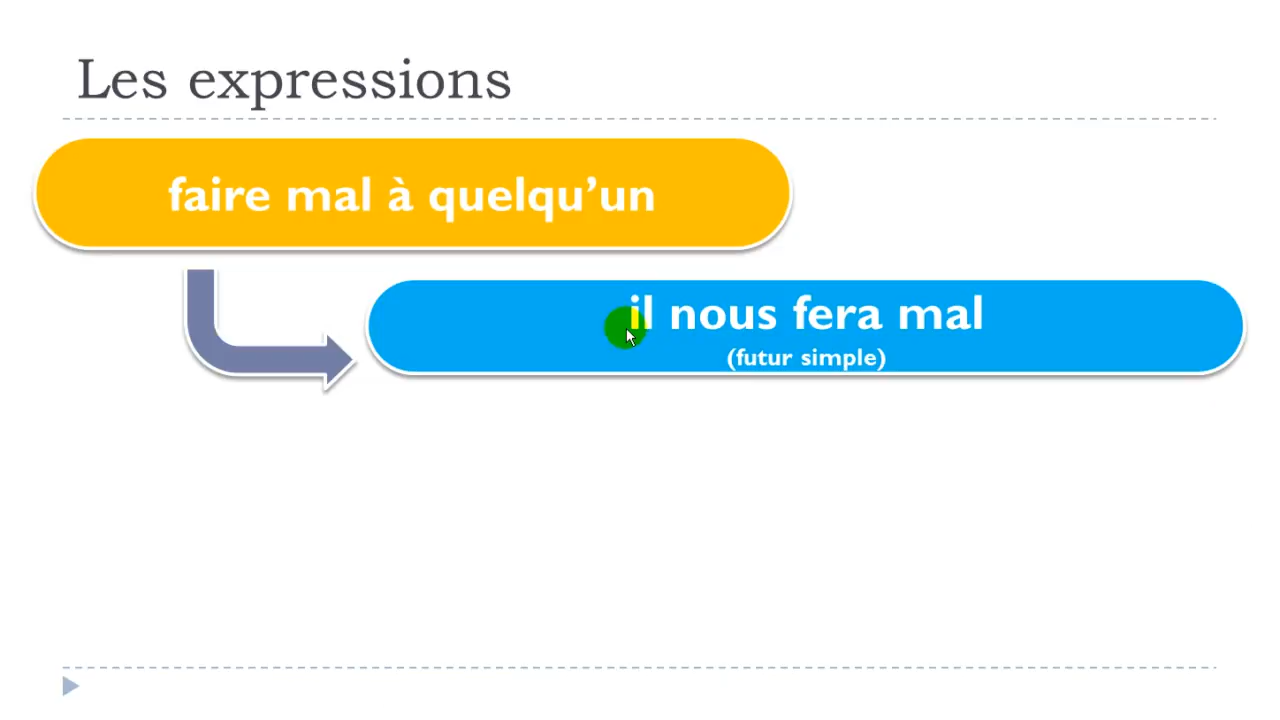 Les expressions
faire mal à quelqu’un
il nous fera mal
(futur simple)